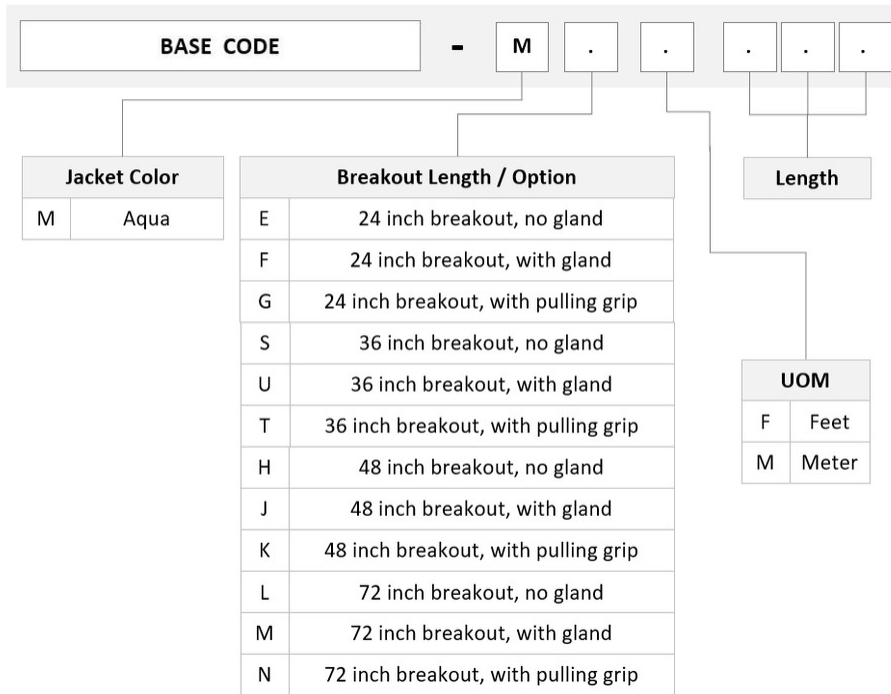 BASE CODE - M . . . . .
Jacket Color
M Aqua
Breakout Length / Option
E 24 inch breakout, no gland
F 24 inch breakout, with gland
G 24 inch breakout, with pulling grip
S 36 inch breakout, no gland
U 36 inch breakout, with gland
T 36 inch breakout, with pulling grip
H 48 inch breakout, no gland
J 48 inch breakout, with gland
K 48 inch breakout, with pulling grip
L 72 inch breakout, no gland
M 72 inch breakout, with gland
N 72 inch breakout, with pulling grip
Length
UOM
F Feet
M Meter